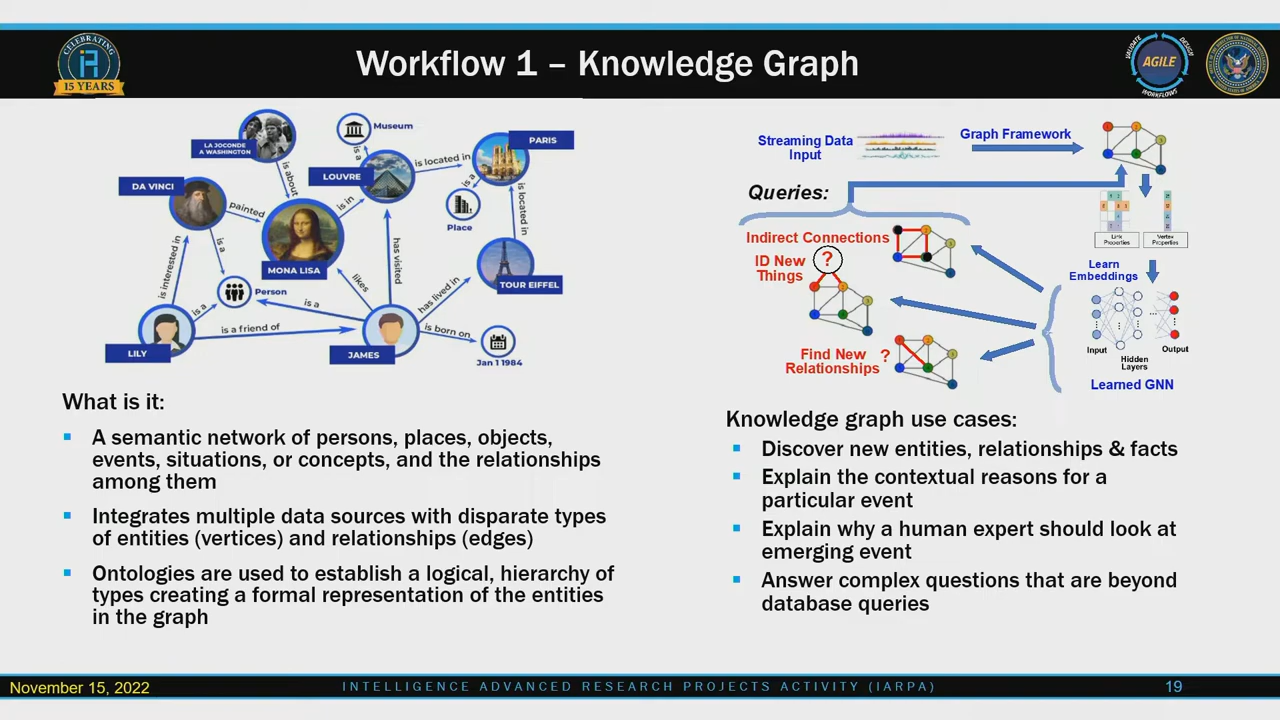 CELEBRATING
15 YEARS
Workflow 1 – Knowledge Graph
VALIDATE
DESIGN
AGILE
WORKFLOWS
LA JOCONDE
A WASHINGTON
Museum
is a
PARIS
is located in
LOUVRE
is about
DA VINCI
painted
is in
is a
Place
is located in
MONA LISA
is a
Person
is interested in
is a
is a
likes
has visited
has lived in
TOUR EIFFEL
is a friend of
is born on
LILY
JAMES
Jan 1 1984
What is it:
A semantic network of persons, places, objects,
events, situations, or concepts, and the relationships
among them
Integrates multiple data sources with disparate types
of entities (vertices) and relationships (edges)
Ontologies are used to establish a logical, hierarchy of
types creating a formal representation of the entities
in the graph
Streaming Data
Input
Graph Framework
Queries:
Link
Properties
Vertex
Properties
Indirect Connections
ID New
Things
?
Learn
Embeddings
Find New
Relationships
?
Input
Hidden
Layers
Output
Learned GNN
Knowledge graph use cases:
Discover new entities, relationships & facts
Explain the contextual reasons for a
particular event
Explain why a human expert should look at
emerging event
Answer complex questions that are beyond
database queries
November 15, 2022
INTELLIGENCE ADVANCED RESEARCH PROJECTS ACTIVITY (IARPA)
19